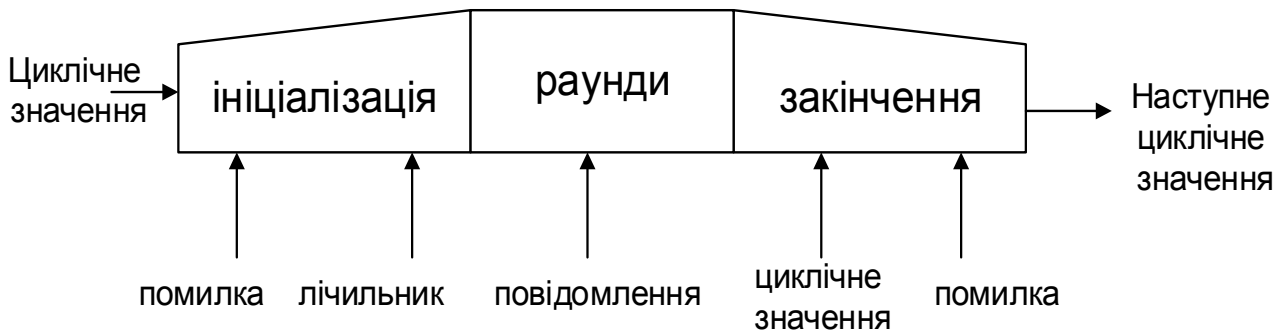 Циклічне
значення
ініціалізація
раунди
закінчення
Наступне
циклічне
значення
помилка
лічильник
повідомлення
циклічне
значення
помилка